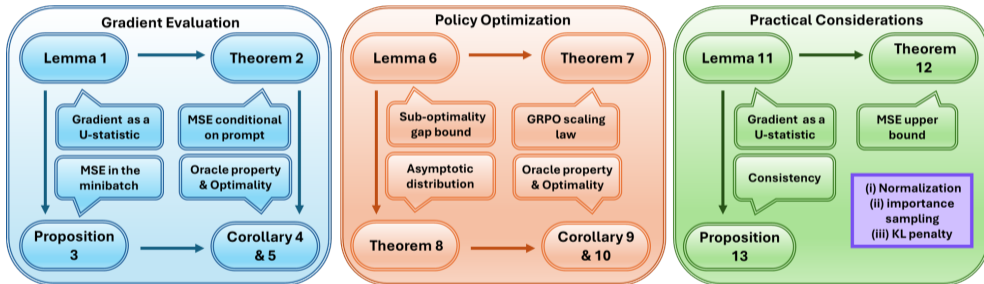 Gradient Evaluation
Lemma 1
Theorem 2
Gradient as a
U-statistic
MSE conditional
on prompt
MSE in the
minibatch
Oracle property
& Optimality
Proposition
3
Corollary 4
& 5
Policy Optimization
Lemma 6
Theorem 7
Sub-optimality
gap bound
GRPO scaling
law
Asymptotic
distribution
Oracle property
& Optimality
Theorem 8
Corollary 9
& 10
Practical Considerations
Lemma 11
Theorem
12
Gradient as a
U-statistic
MSE upper
bound
Consistency
(i) Normalization
(ii) importance
sampling
(iii) KL penalty
Proposition
13